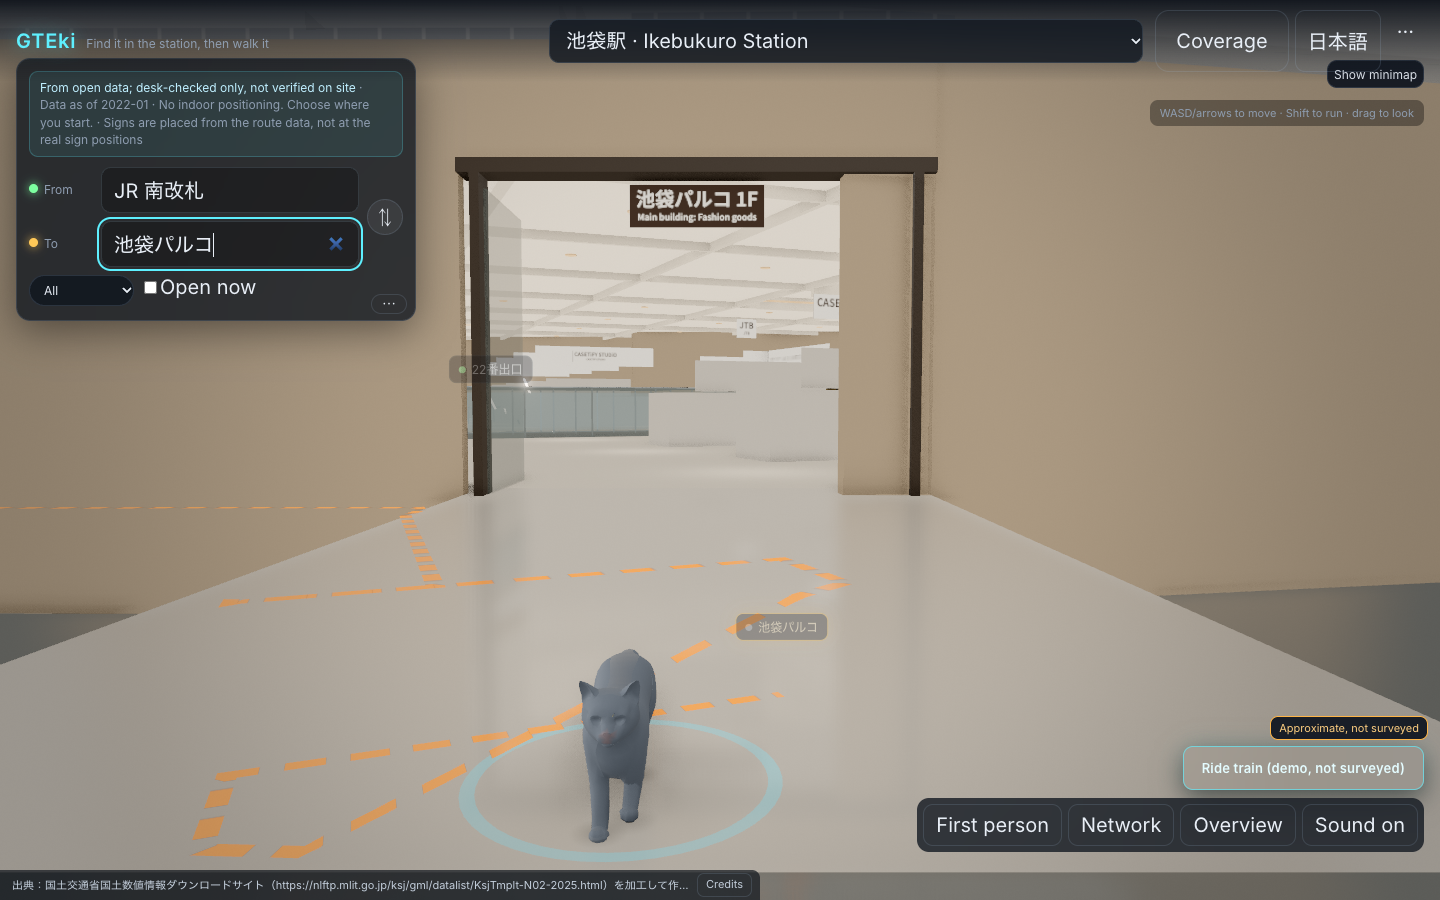 GTEki Find it in the station, then walk it
池袋駅 · Ikebukuro Station
Coverage
日本語
...
Show minimap
WASD/arrows to move · Shift to run · drag to look
From open data; desk-checked only, not verified on site ·
Data as of 2022-01 · No indoor positioning. Choose where
you start. · Signs are placed from the route data, not at the
real sign positions
From JR 南改札
To 池袋パルコ
All
Open now
...
池袋パルコ 1F
Main building: Fashion goods
CASE
JTB
CASETIFY STUDIO
22番出口
池袋パルコ
Approximate, not surveyed
Ride train (demo, not surveyed)
First person
Network
Overview
Sound on
出典：国土交通省国土数値情報ダウンロードサイト（https://nlftp.mlit.go.jp/ksj/gml/datalist/KsjTmplt-N02-2025.html）を加工して作...
Credits